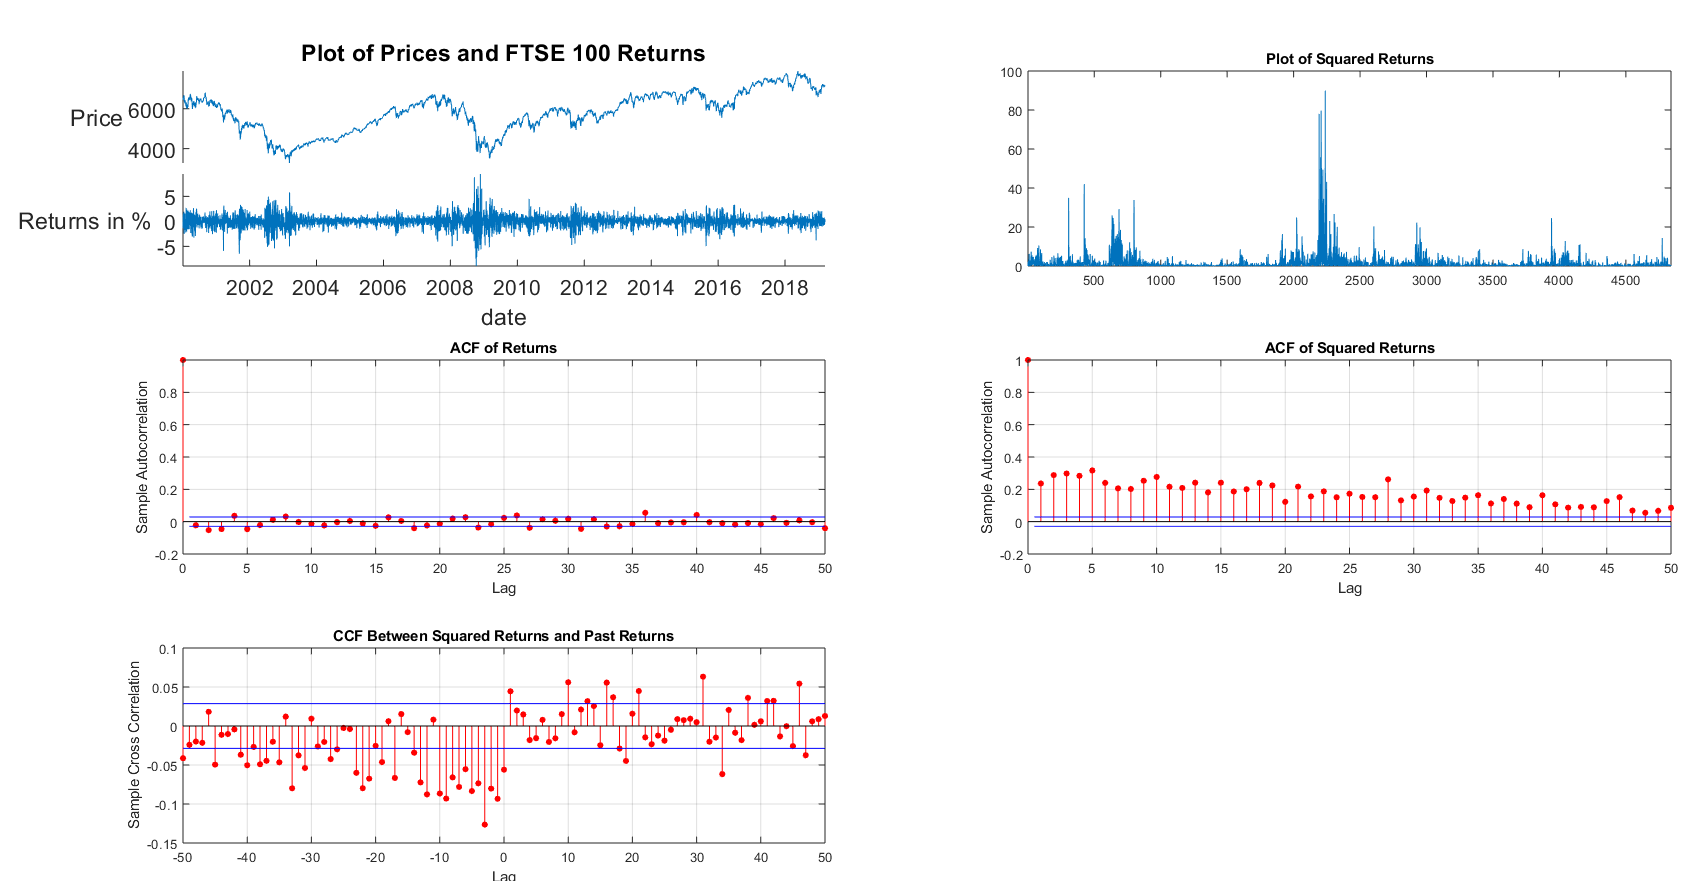 Plot of Prices and FTSE 100 Returns
Price
6000
4000
Returns in %
5
0
-5
2002 2004 2006 2008 2010 2012 2014 2016 2018
date
Plot of Squared Returns
100
80
60
40
20
0
500 1000 1500 2000 2500 3000 3500 4000 4500
ACF of Returns
Sample Autocorrelation
0.8
0.6
0.4
0.2
0
-0.2
0 5 10 15 20 25 30 35 40 45 50
Lag
ACF of Squared Returns
Sample Autocorrelation
1
0.8
0.6
0.4
0.2
0
-0.2
0 5 10 15 20 25 30 35 40 45 50
Lag
CCF Between Squared Returns and Past Returns
Sample Cross Correlation
0.1
0.05
0
-0.05
-0.1
-0.15
-50 -40 -30 -20 -10 0 10 20 30 40 50
Lag